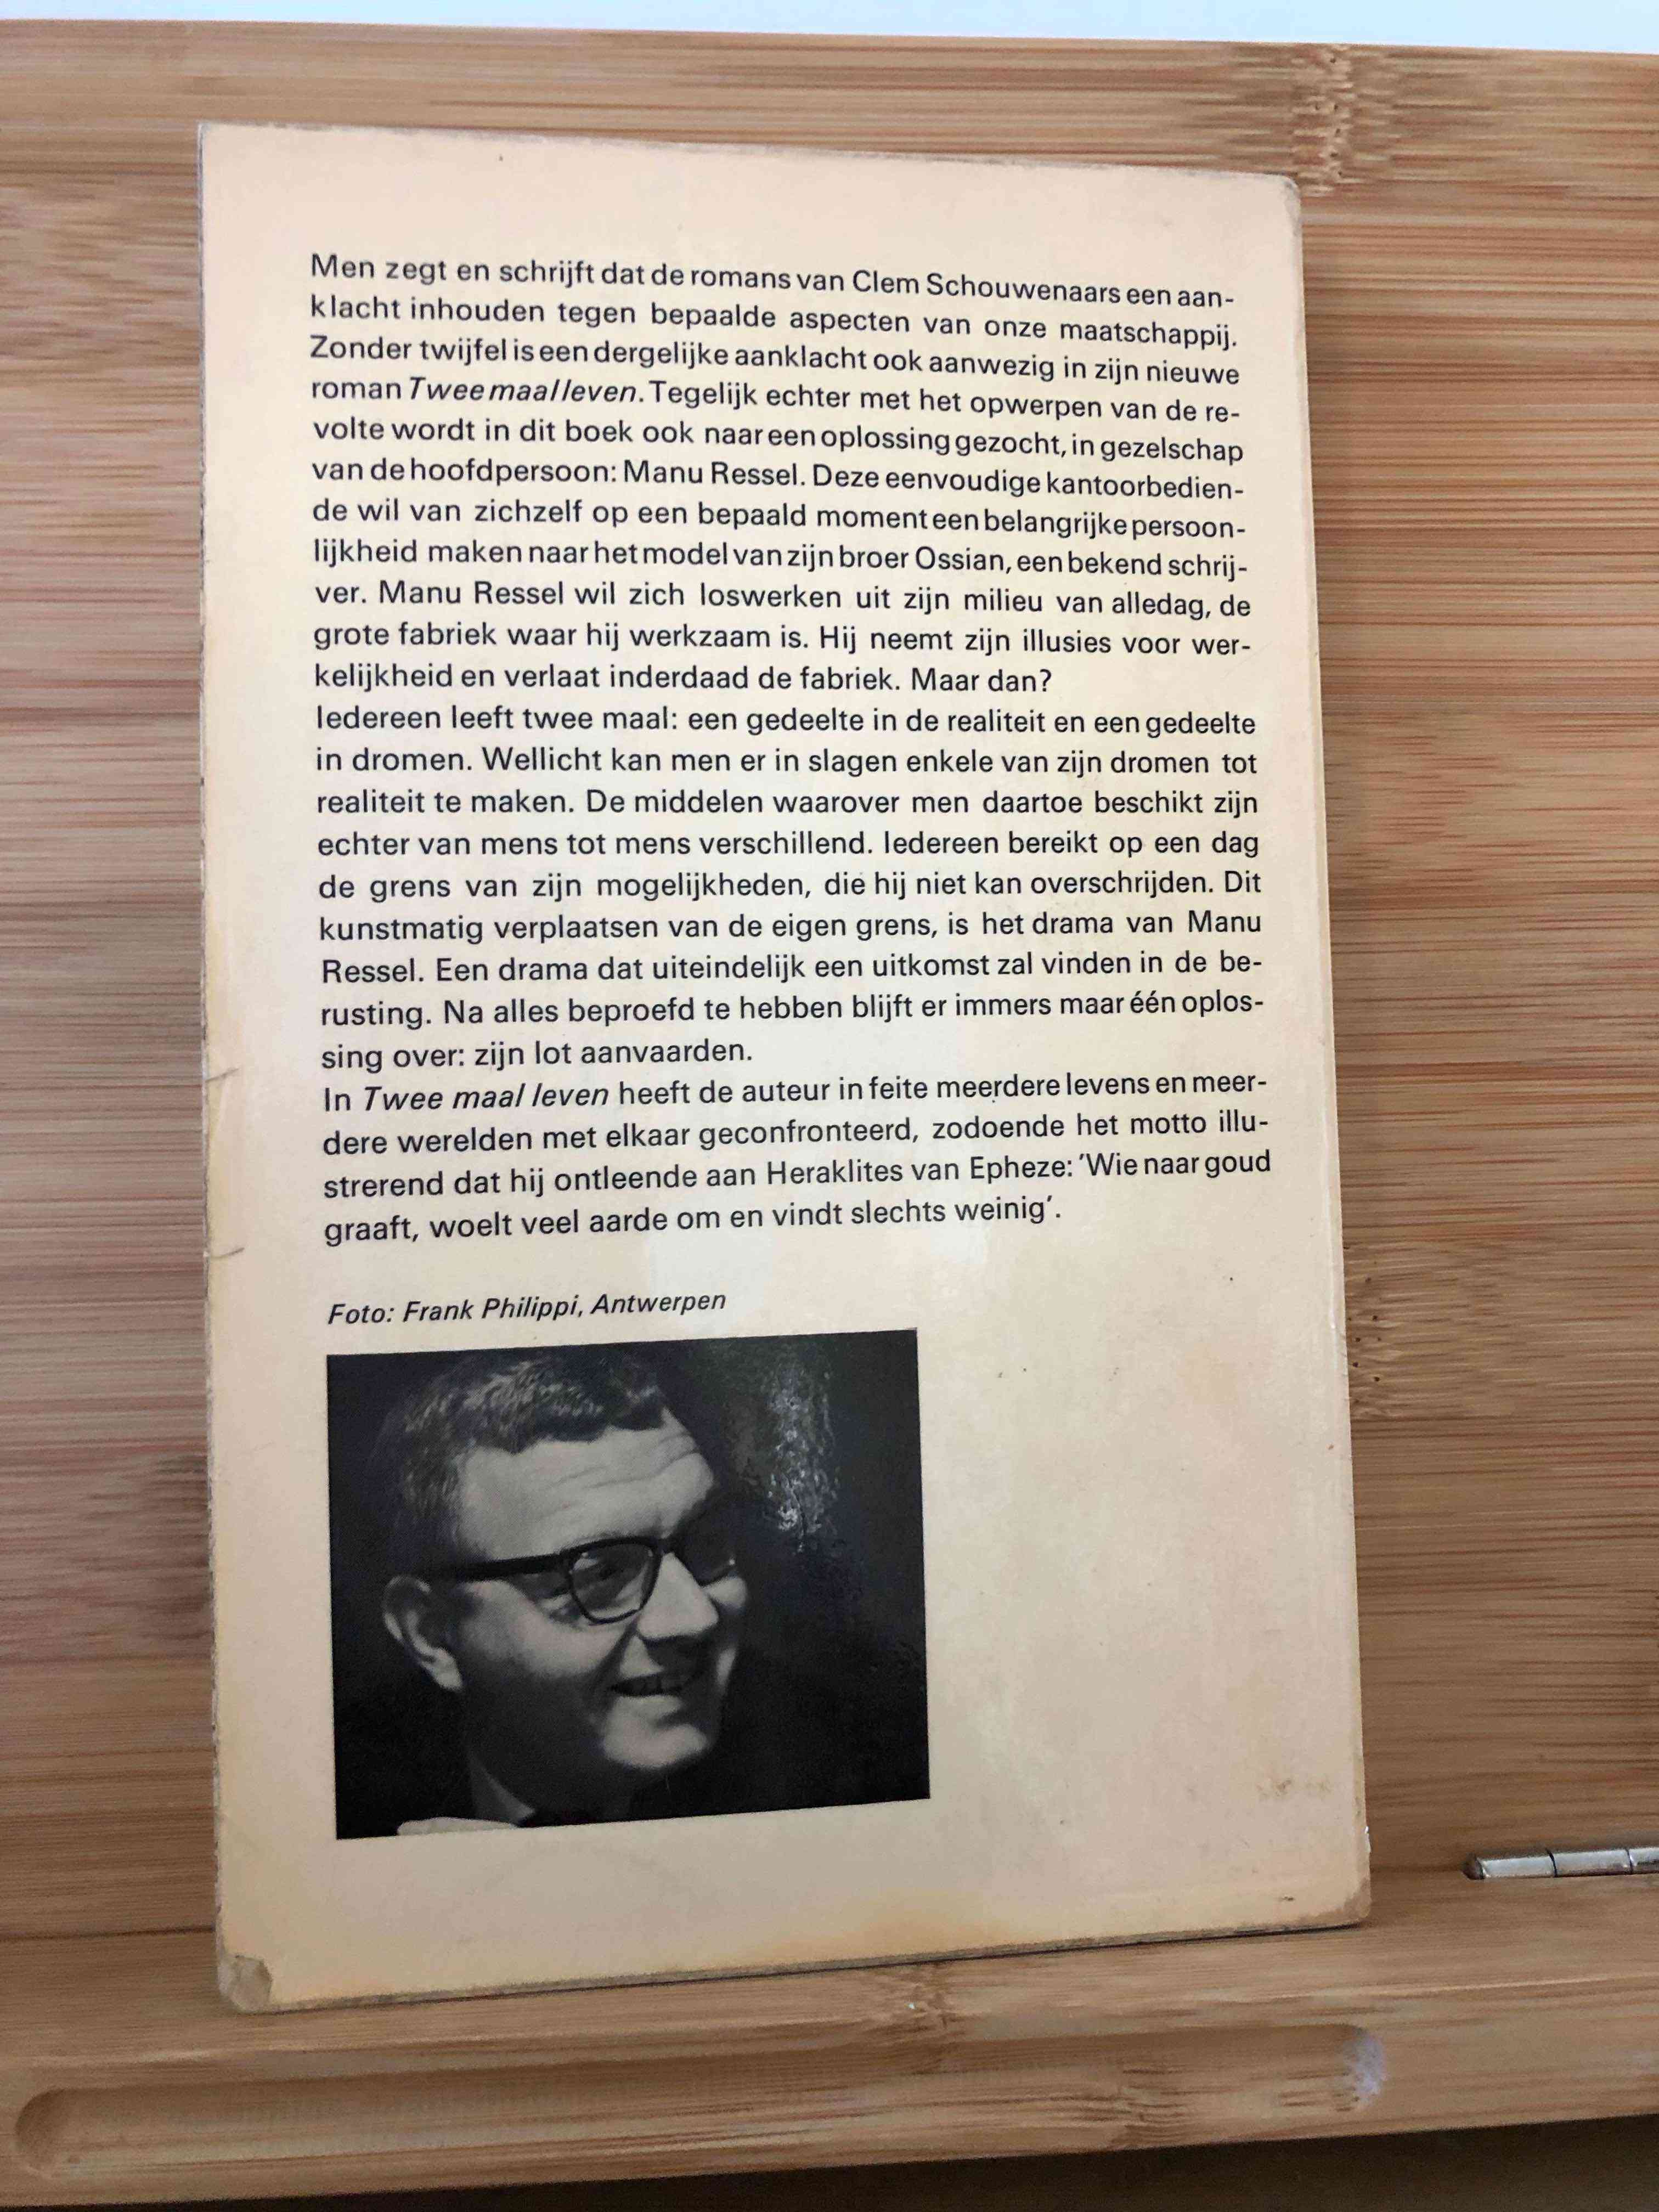 Men zegt en schrijft dat de romans van Clem Schouwenaars een aan-
klacht inhouden tegen bepaalde aspecten van onze maatschappij.
Zonder twijfel is een dergelijke aanklacht ook aanwezig in zijn nieuwe
roman Twee maal leven. Tegelijk echter met het opwerpen van de re-
volte wordt in dit boek ook naar een oplossing gezocht, in gezelschap
van de hoofdpersoon: Manu Ressel. Deze eenvoudige kantoorbedien-
de wil van zichzelf op een bepaald moment een belangrijke persoon-
lijkheid maken naar het model van zijn broer Ossian, een bekend schrij-
ver. Manu Ressel wil zich loswerken uit zijn milieu van alledag, de
grote fabriek waar hij werkzaam is. Hij neemt zijn illusies voor wer-
kelijkheid en verlaat inderdaad de fabriek. Maar dan?
Iedereen leeft twee maal: een gedeelte in de realiteit en een gedeelte
in dromen. Wellicht kan men er in slagen enkele van zijn dromen tot
realiteit te maken. De middelen waarover men daartoe beschikt zijn
echter van mens tot mens verschillend. Iedereen bereikt op een dag
de grens van zijn mogelijkheden, die hij niet kan overschrijden. Dit
kunstmatig verplaatsen van de eigen grens, is het drama van Manu
Ressel. Een drama dat uiteindelijk een uitkomst zal vinden in de be-
rusting. Na alles beproefd te hebben blijft er immers maar één oplos-
sing over: zijn lot aanvaarden.
In Twee maal leven heeft de auteur in feite meerdere levens en meer-
dere werelden met elkaar geconfronteerd, zodoende het motto illu-
strerend dat hij ontleende aan Heraklites van Epheze: 'Wie naar goud
graaft, woelt veel aarde om en vindt slechts weinig'.
Foto: Frank Philippi, Antwerpen